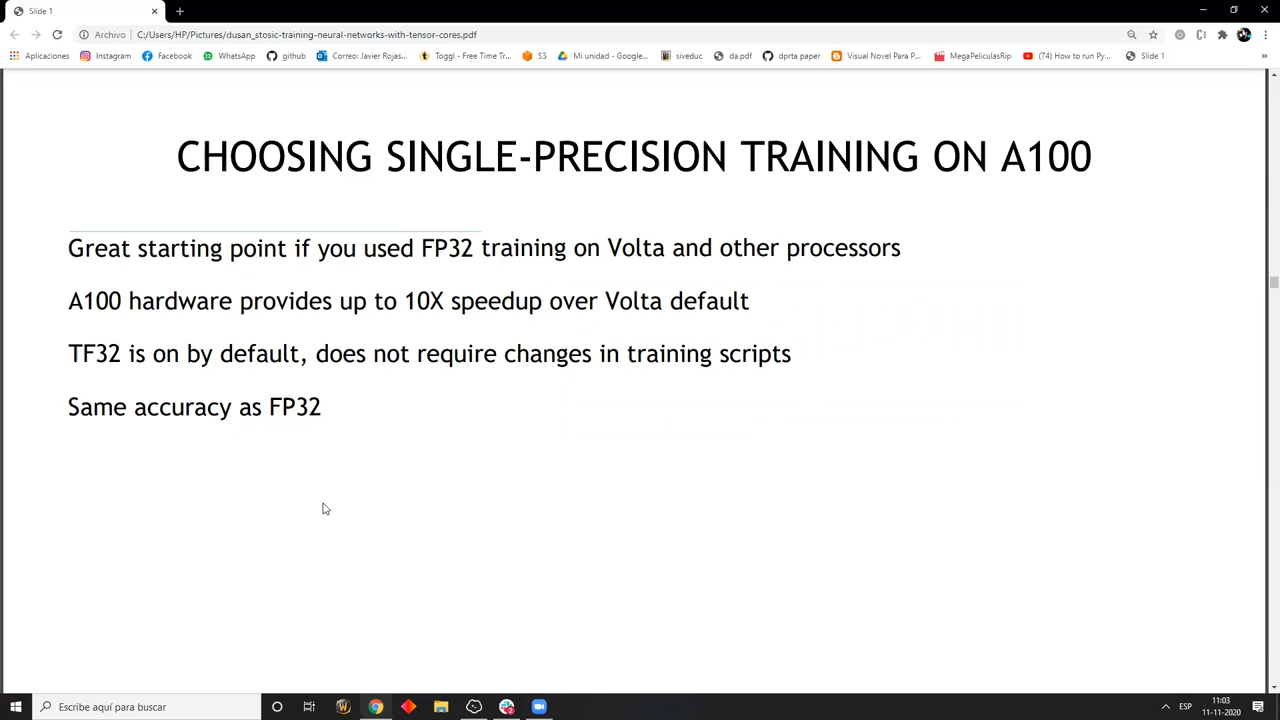 Slide 1
Archivo
C:/Users/HP/Pictures/dusan_stosic-training-neural-networks-with-tensor-cores.pdf
Aplicaciones
Instagram
Facebook
WhatsApp
github
Correo: Javier Rojas...
Toggl - Free Time Tr...
S3
Mi unidad - Google...
siveduc
da.pdf
dprta paper
Visual Novel Para P...
MegaPeliculasRip
(74) How to run Py...
Slide 1
»
CHOOSING SINGLE-PRECISION TRAINING ON A100
Great starting point if you used FP32 training on Volta and other processors
A100 hardware provides up to 10X speedup over Volta default
TF32 is on by default, does not require changes in training scripts
Same accuracy as FP32
Escribe aquí para buscar
ESP
11:03
11-11-2020